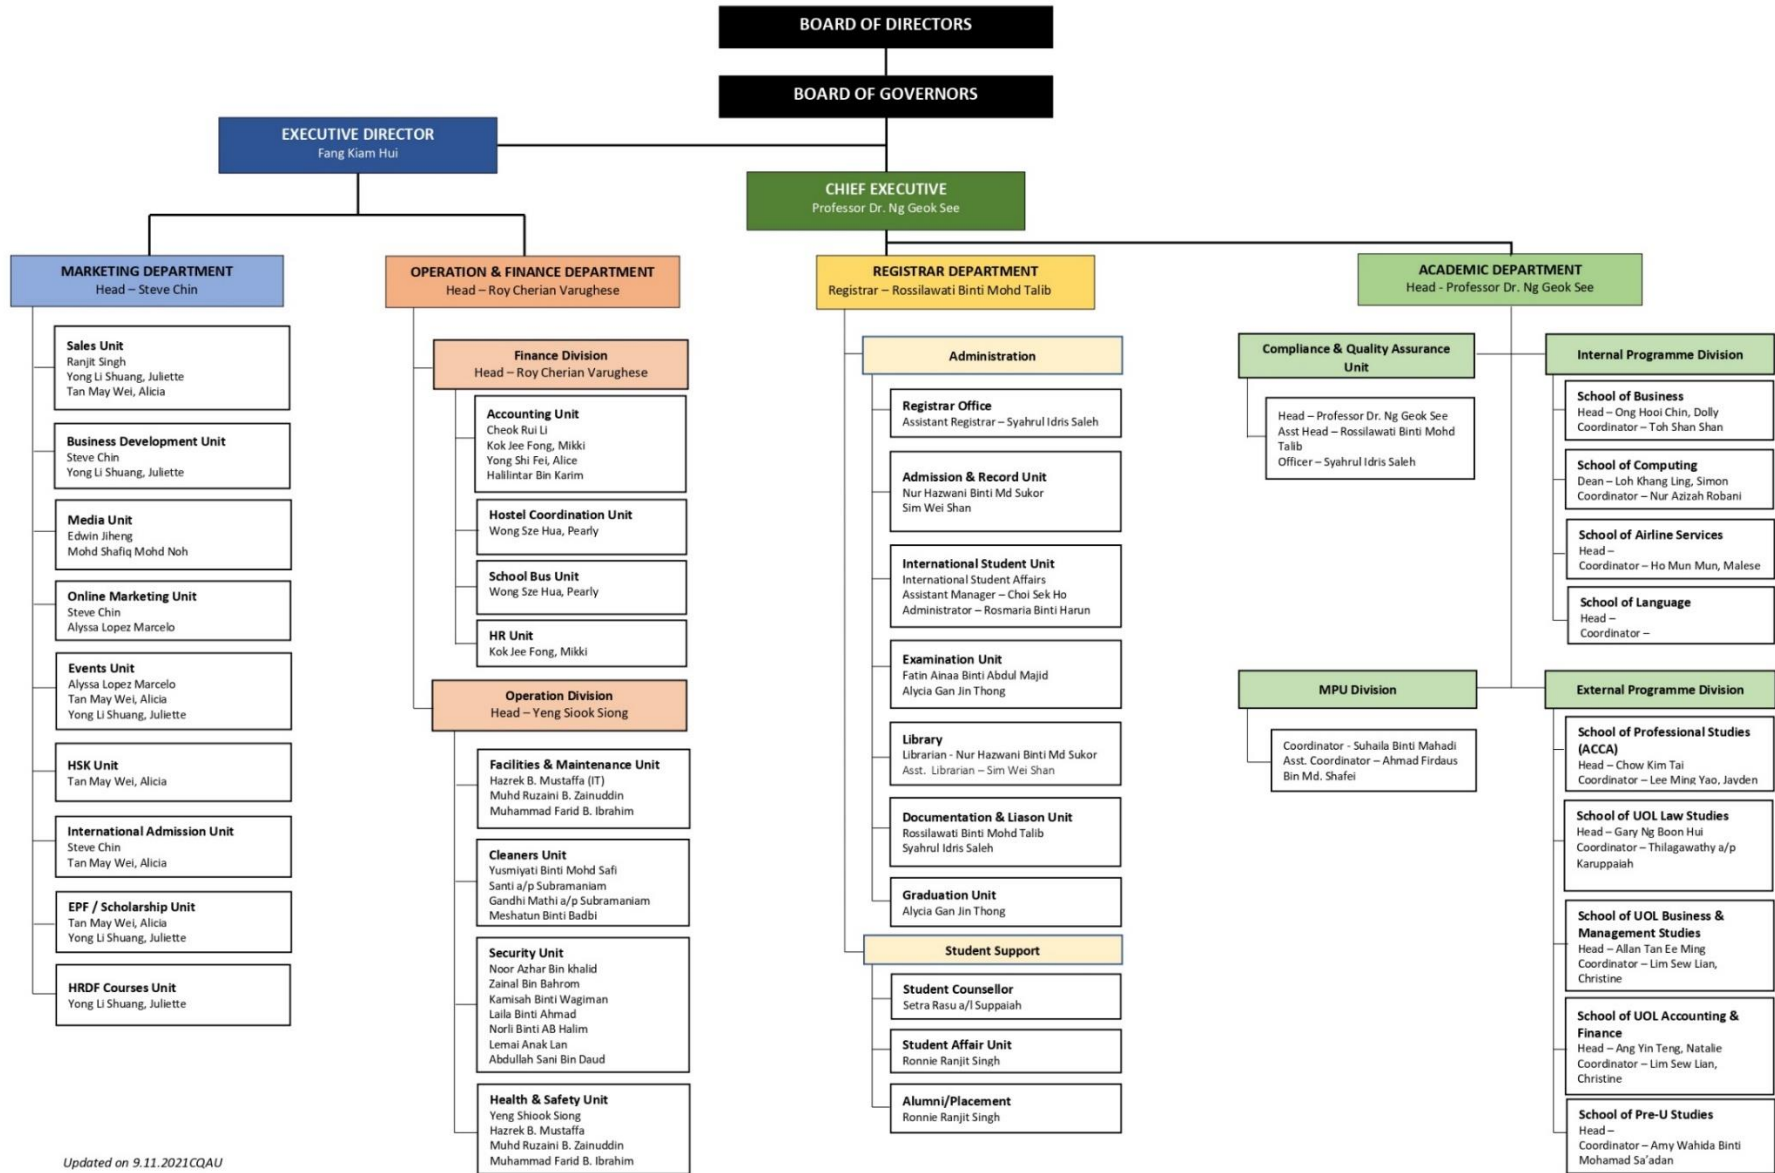 BOARD OF DIRECTORS
BOARD OF GOVERNORS
EXECUTIVE DIRECTOR
Fang Kiam Hui
CHIEF EXECUTIVE
Professor Dr. Ng Geok See
MARKETING DEPARTMENT
Head – Steve Chin
Sales Unit
Ranjit Singh
Yong Li Shuang, Juliette
Tan May Wei, Alicia
Business Development Unit
Steve Chin
Yong Li Shuang, Juliette
Media Unit
Edwin Jiheng
Mohd Shafiq Mohd Noh
Online Marketing Unit
Steve Chin
Alyssa Lopez Marcelo
Events Unit
Alyssa Lopez Marcelo
Tan May Wei, Alicia
Yong Li Shuang, Juliette
HSK Unit
Tan May Wei, Alicia
International Admission Unit
Steve Chin
Tan May Wei, Alicia
EPF / Scholarship Unit
Tan May Wei, Alicia
Yong Li Shuang, Juliette
HRDF Courses Unit
Yong Li Shuang, Juliette
OPERATION & FINANCE DEPARTMENT
Head – Roy Cherian Varughese
Finance Division
Head – Roy Cherian Varughese
Accounting Unit
Cheok Rui Li
Kok Jee Fong, Mikki
Yong Shi Fei, Alice
Halilintar Bin Karim
Hostel Coordination Unit
Wong Sze Hua, Pearly
School Bus Unit
Wong Sze Hua, Pearly
HR Unit
Kok Jee Fong, Mikki
Operation Division
Head – Yeng Siook Siong
Facilities & Maintenance Unit
Hazrek B. Mustaffa (IT)
Muhd Ruzaini B. Zainuddin
Muhammad Farid B. Ibrahim
Cleaners Unit
Yusmiyati Binti Mohd Safi
Santi a/p Subramaniam
Gandhi Mathi a/p Subramaniam
Meshatun Binti Badbi
Security Unit
Noor Azhar Bin khalid
Zainal Bin Bahrom
Kamisah Binti Wagiman
Laila Binti Ahmad
Norli Binti AB Halim
Lemai Anak Lan
Abdullah Sani Bin Daud
Health & Safety Unit
Yeng Shiook Siong
Hazrek B. Mustaffa
Muhd Ruzaini B. Zainuddin
Muhammad Farid B. Ibrahim
REGISTRAR DEPARTMENT
Registrar – Rossilawati Binti Mohd Talib
Administration
Registrar Office
Assistant Registrar – Syahrul Idris Saleh
Admission & Record Unit
Nur Hazwani Binti Md Sukor
Sim Wei Shan
International Student Unit
International Student Affairs
Assistant Manager – Choi Sek Ho
Administrator – Rosmaria Binti Harun
Examination Unit
Fatin Ainaa Binti Abdul Majid
Alycia Gan Jin Thong
Library
Librarian - Nur Hazwani Binti Md Sukor
Asst. Librarian – Sim Wei Shan
Documentation & Liason Unit
Rossilawati Binti Mohd Talib
Syahrul Idris Saleh
Graduation Unit
Alycia Gan Jin Thong
Student Support
Student Counsellor
Setra Rasu a/l Suppaiah
Student Affair Unit
Ronnie Ranjit Singh
Alumni/Placement
Ronnie Ranjit Singh
ACADEMIC DEPARTMENT
Head - Professor Dr. Ng Geok See
Compliance & Quality Assurance
Unit
Head – Professor Dr. Ng Geok See
Asst Head – Rossilawati Binti Mohd
Talib
Officer – Syahrul Idris Saleh
Internal Programme Division
School of Business
Head – Ong Hooi Chin, Dolly
Coordinator – Toh Shan Shan
School of Computing
Dean – Loh Khang Ling, Simon
Coordinator – Nur Azizah Robani
School of Airline Services
Head –
Coordinator – Ho Mun Mun, Malese
School of Language
Head –
Coordinator –
MPU Division
Coordinator - Suhaila Binti Mahadi
Asst. Coordinator – Ahmad Firdaus
Bin Md. Shafei
External Programme Division
School of Professional Studies
(ACCA)
Head – Chow Kim Tai
Coordinator – Lee Ming Yao, Jayden
School of UOL Law Studies
Head – Gary Ng Boon Hui
Coordinator – Thilagawathy a/p
Karuppaiah
School of UOL Business &
Management Studies
Head – Allan Tan Ee Ming
Coordinator – Lim Sew Lian,
Christine
School of UOL Accounting &
Finance
Head – Ang Yin Teng, Natalie
Coordinator – Lim Sew Lian,
Christine
School of Pre-U Studies
Head –
Coordinator – Amy Wahida Binti
Mohamad Sa'adan
Updated on 9.11.2021CQAU